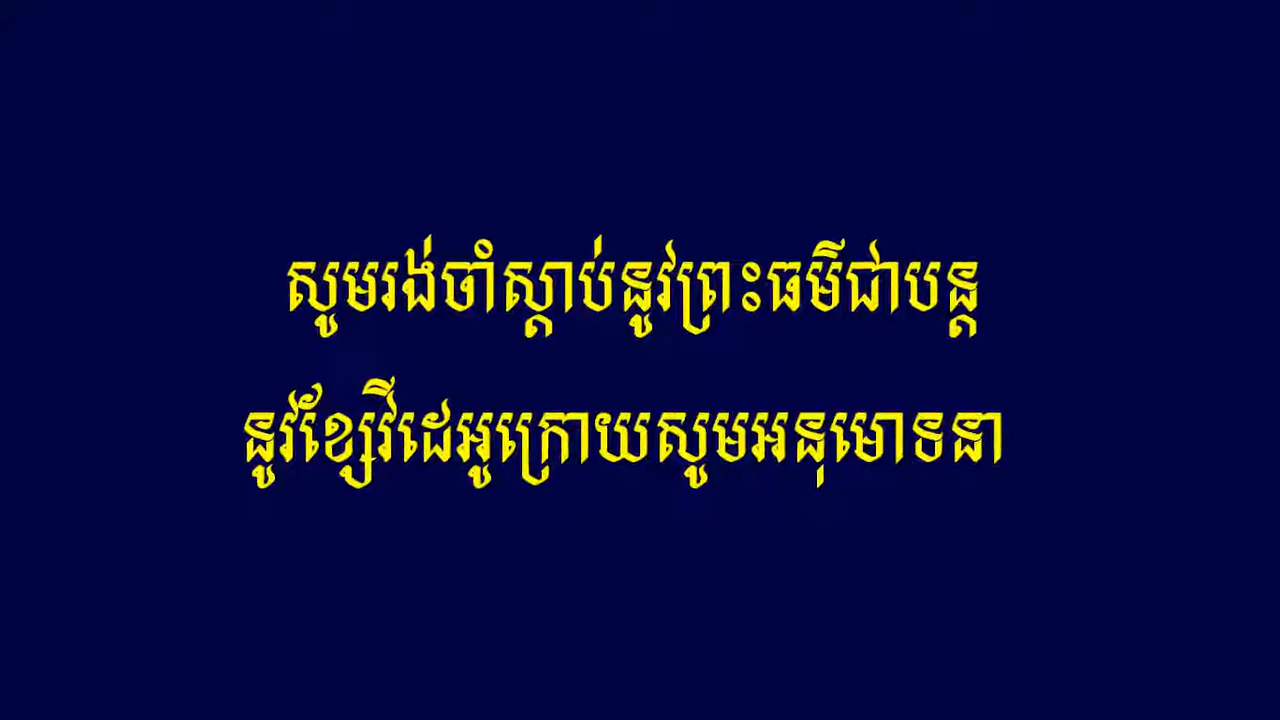 សូមរង់ចាំស្តាប់នូវព្រះធម៌ជាបន្ត
នូវខ្សែវីដេអូក្រោយសូមអនុមោទនា